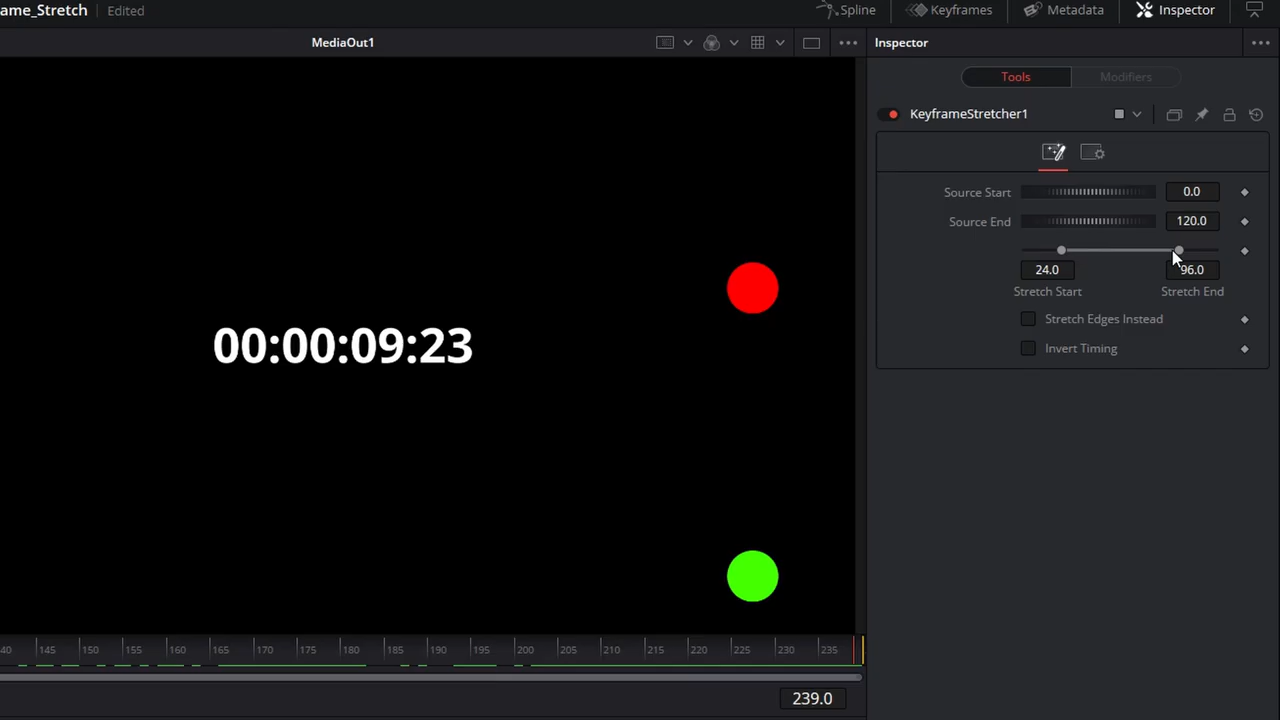 ame_Stretch Edited Spline Keyframes Metadata Inspector
MediaOut1 Inspector
Tools Modifiers
KeyframeStretcher1
Source Start 0.0
Source End 120.0
24.0 96.0
Stretch Start Stretch End
Stretch Edges Instead
Invert Timing
00:00:09:23
40 145 150 155 160 165 170 175 180 185 190 195 200 205 210 215 220 225 230 235
239.0